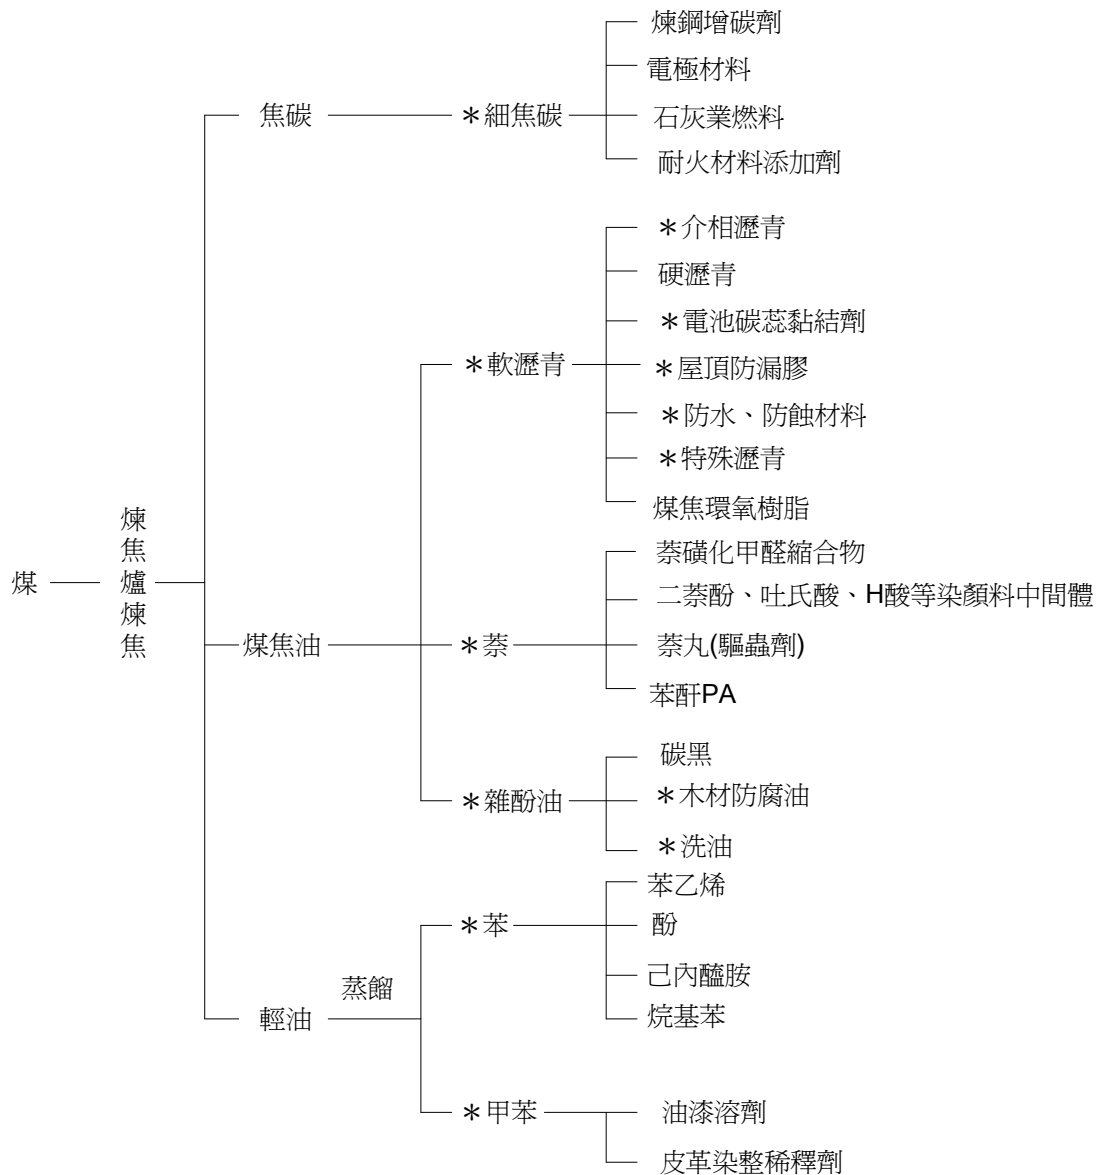 煉鋼增碳劑
電極材料
焦碳
＊細焦碳
石灰業燃料
耐火材料添加劑
＊介相瀝青
硬瀝青
＊電池碳蕊黏結劑
＊軟瀝青
＊屋頂防漏膠
＊防水、防蝕材料
＊特殊瀝青
煤焦環氧樹脂
煤
煉焦爐煉焦
萘磺化甲醛縮合物
二萘酚、吐氏酸、H酸等染顏料中間體
煤焦油
＊萘
萘丸(驅蟲劑)
苯酐PA
碳黑
＊雜酚油
＊木材防腐油
＊洗油
苯乙烯
＊苯
酚
己內醯胺
蒸餾
輕油
烷基苯
＊甲苯
油漆溶劑
皮革染整稀釋劑